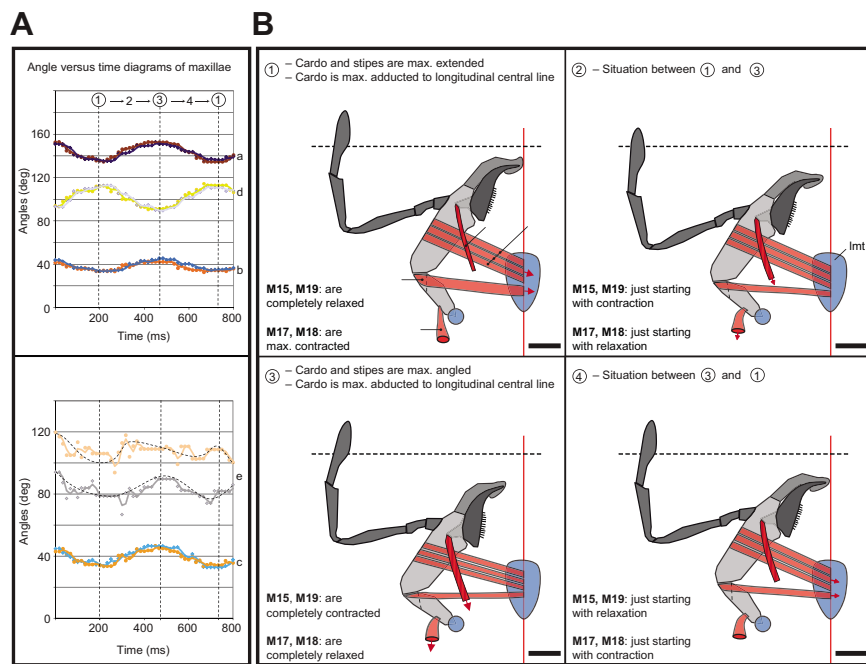 A
B
Angle versus time diagrams of maxillae
1 → 2 → 3 → 4 → 1
160
120
80
40
0
Angles (deg)
a
d
b
200 400 600 800
Time (ms)
120
80
40
0
Angles (deg)
e
c
200 400 600 800
Time (ms)
1 – Cardo and stipes are max. extended
– Cardo is max. adducted to longitudinal central line
M15, M19: are
completely relaxed
M17, M18: are
max. contracted
2 – Situation between 1 and 3
lmt
M15, M19: just starting
with contraction
M17, M18: just starting
with relaxation
3 – Cardo and stipes are max. angled
– Cardo is max. abducted to longitudinal central line
M15, M19: are
completely contracted
M17, M18: are
completely relaxed
4 – Situation between 3 and 1
M15, M19: just starting
with relaxation
M17, M18: just starting
with contraction